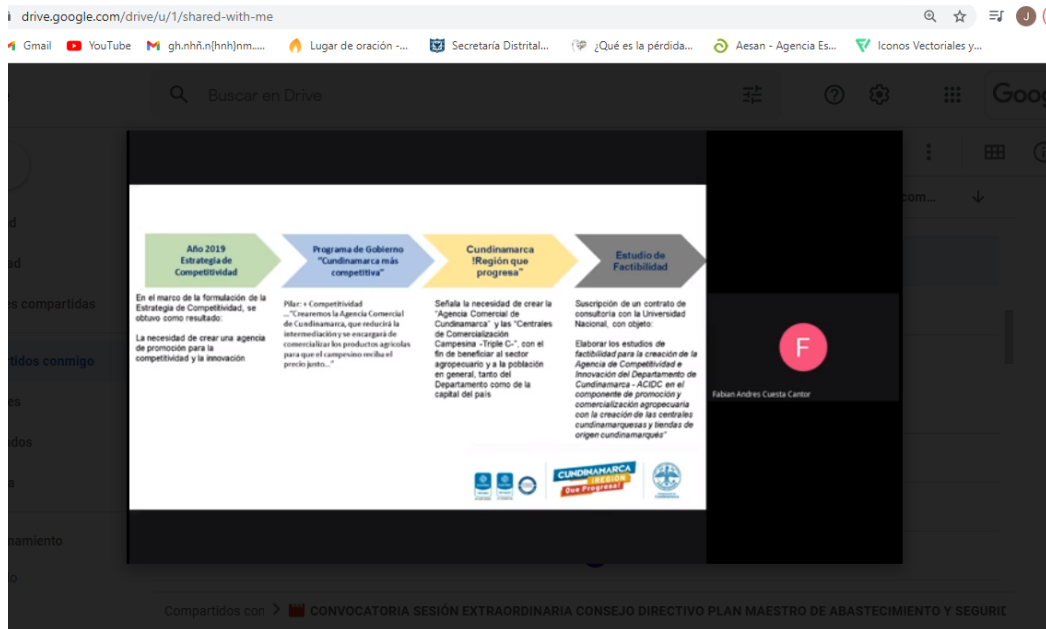 drive.google.com/drive/u/1/shared-with-me
J
Gmail
YouTube
gh.nhñ.n{hnh}nm.....
Lugar de oración -...
Secretaría Distrital...
¿Qué es la pérdida...
Aesan - Agencia Es...
Iconos Vectoriales y...
Buscar en Drive
Año 2019
Estrategia de
Competitividad
En el marco de la formulación de la
Estrategia de Competitividad, se
obtuvo como resultado:
La necesidad de crear una agencia
de promoción para la
competitividad y la innovación
Programa de Gobierno
"Cundinamarca más
competitiva"
Pilar: + Competitividad
..."Crearemos la Agencia Comercial
de Cundinamarca, que reducirá la
intermediación y se encargará de
comercializar los productos agrícolas
para que el campesino reciba el
precio justo..."
Cundinamarca
!Región que
progresa"
Señala la necesidad de crear la
"Agencia Comercial de
Cundinamarca" y las "Centrales
de Comercialización
Campesina -Triple C-", con el
fin de beneficiar al sector
agropecuario y a la población
en general, tanto del
Departamento como de la
capital del país
Estudio de
Factibilidad
Suscripción de un contrato de
consultoría con la Universidad
Nacional, con objeto:
Elaborar los estudios de
factibilidad para la creación de la
Agencia de Competitividad e
Innovación del Departamento de
Cundinamarca - ACIDC en el
componente de promoción y
comercialización agropecuaria
con la creación de las centrales
cundinamarquesas y tiendas de
origen cundinamarqués"
CUNDINAMARCA
¡REGIÓN
Que Progresa!
F
Fabian Andres Cuesta Cantor
com...
s compartidas
tidos conmigo
namiento
Compartidos con
CONVOCATORIA SESIÓN EXTRAORDINARIA CONSEJO DIRECTIVO PLAN MAESTRO DE ABASTECIMIENTO Y SEGURID